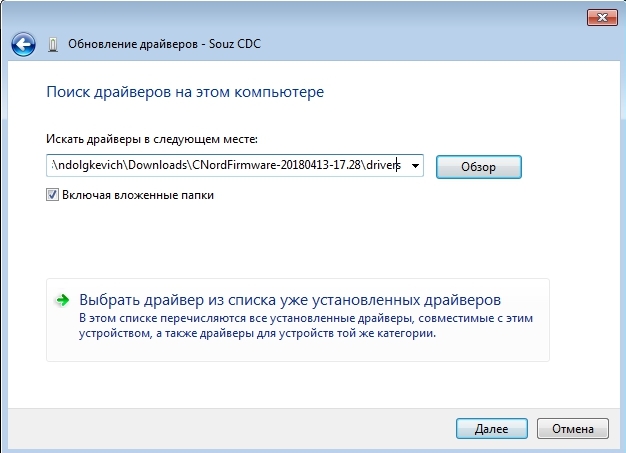 Обновление драйверов - Souz CDC
Поиск драйверов на этом компьютере
Искать драйверы в следующем месте:
:\ndolgkevich\Downloads\CNordFirmware-20180413-17.28\drivers
Обзор
Включая вложенные папки
Выбрать драйвер из списка уже установленных драйверов
В этом списке перечисляются все установленные драйверы, совместимые с этим
устройством, а также драйверы для устройств той же категории.
Далее
Отмена